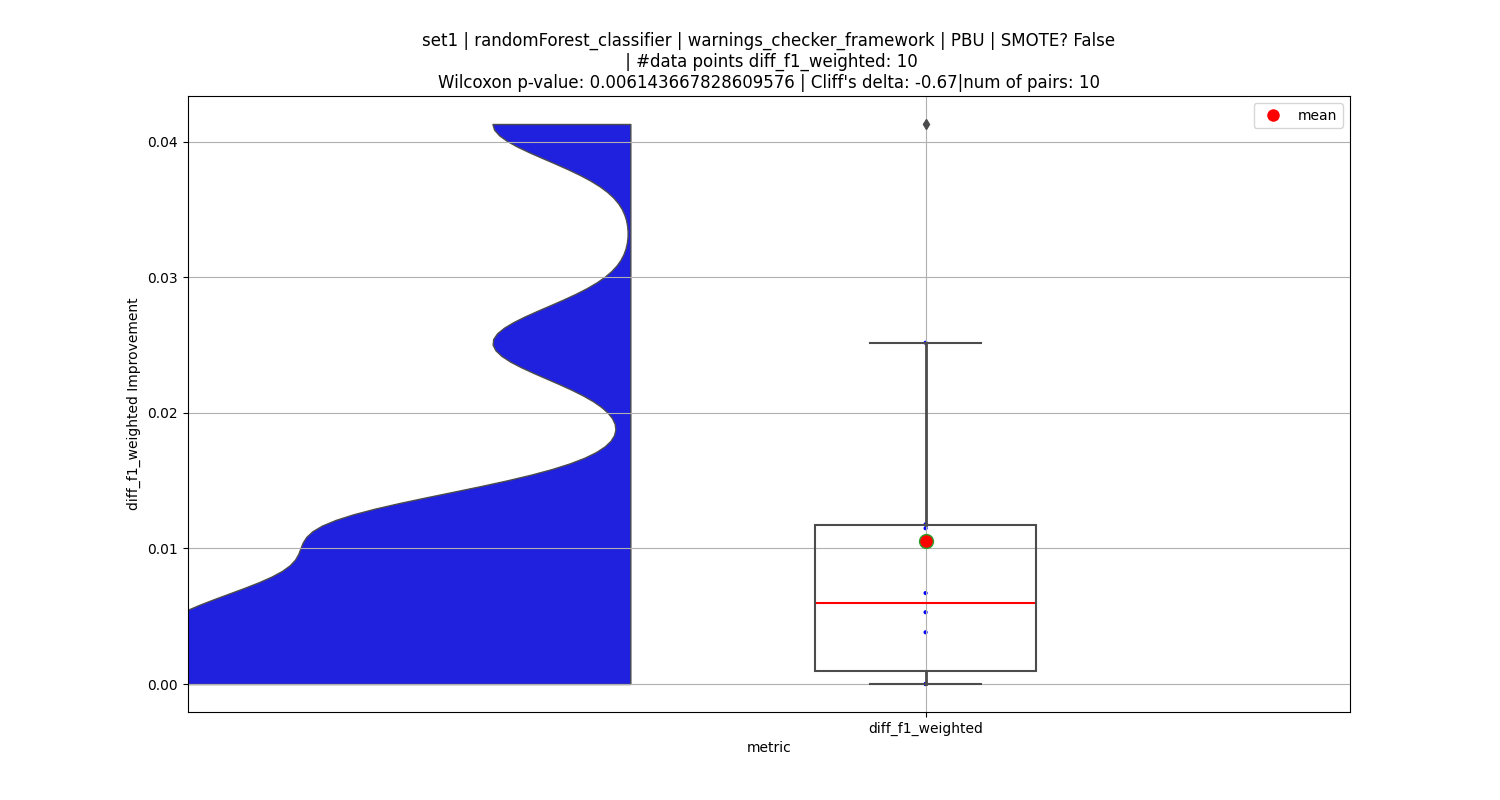 set1 | randomForest_classifier | warnings_checker_framework | PBU | SMOTE? False
| #data points diff_f1_weighted: 10
Wilcoxon p-value: 0.006143667828609576 | Cliff's delta: -0.67|num of pairs: 10
mean
0.04
0.03
0.02
0.01
0.00
diff_f1_weighted Improvement
diff_f1_weighted
metric